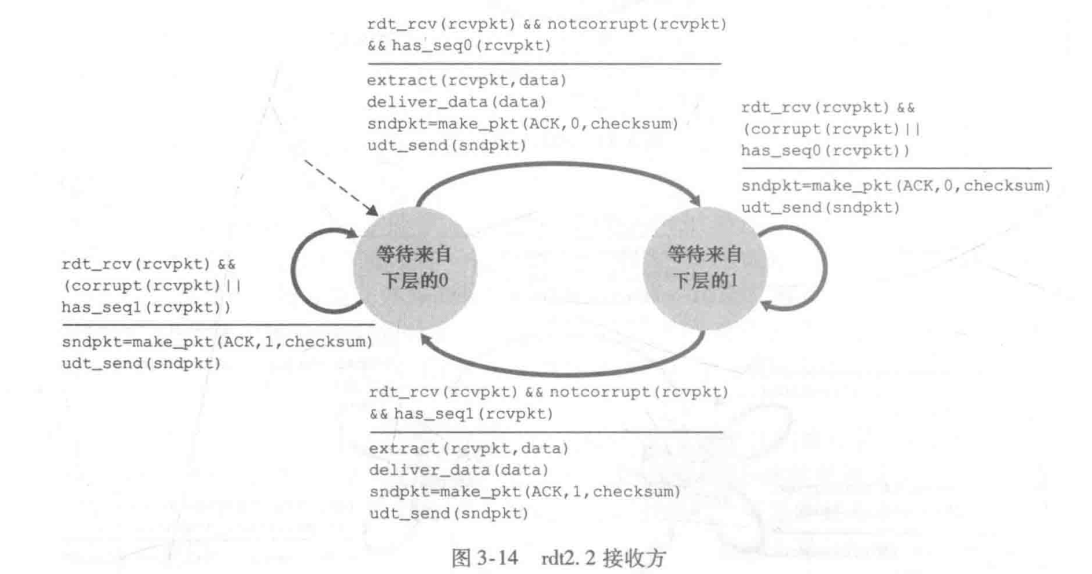 rdt_rcv(rcvpkt) && notcorrupt(rcvpkt)
&& has_seq0(rcvpkt)
extract(rcvpkt,data)
deliver_data(data)
sndpkt=make_pkt(ACK,0,checksum)
udt_send(sndpkt)
rdt_rcv(rcvpkt) &&
(corrupt(rcvpkt)||
has_seq0(rcvpkt))
sndpkt=make_pkt(ACK,0,checksum)
udt_send(sndpkt)
等待来自
下层的0
等待来自
下层的1
rdt_rcv(rcvpkt) &&
(corrupt(rcvpkt)||
has_seq1(rcvpkt))
sndpkt=make_pkt(ACK,1,checksum)
udt_send(sndpkt)
rdt_rcv(rcvpkt) && notcorrupt(rcvpkt)
&& has_seq1(rcvpkt)
extract(rcvpkt,data)
deliver_data(data)
sndpkt=make_pkt(ACK,1,checksum)
udt_send(sndpkt)
图 3-14 rdt2.2 接收方